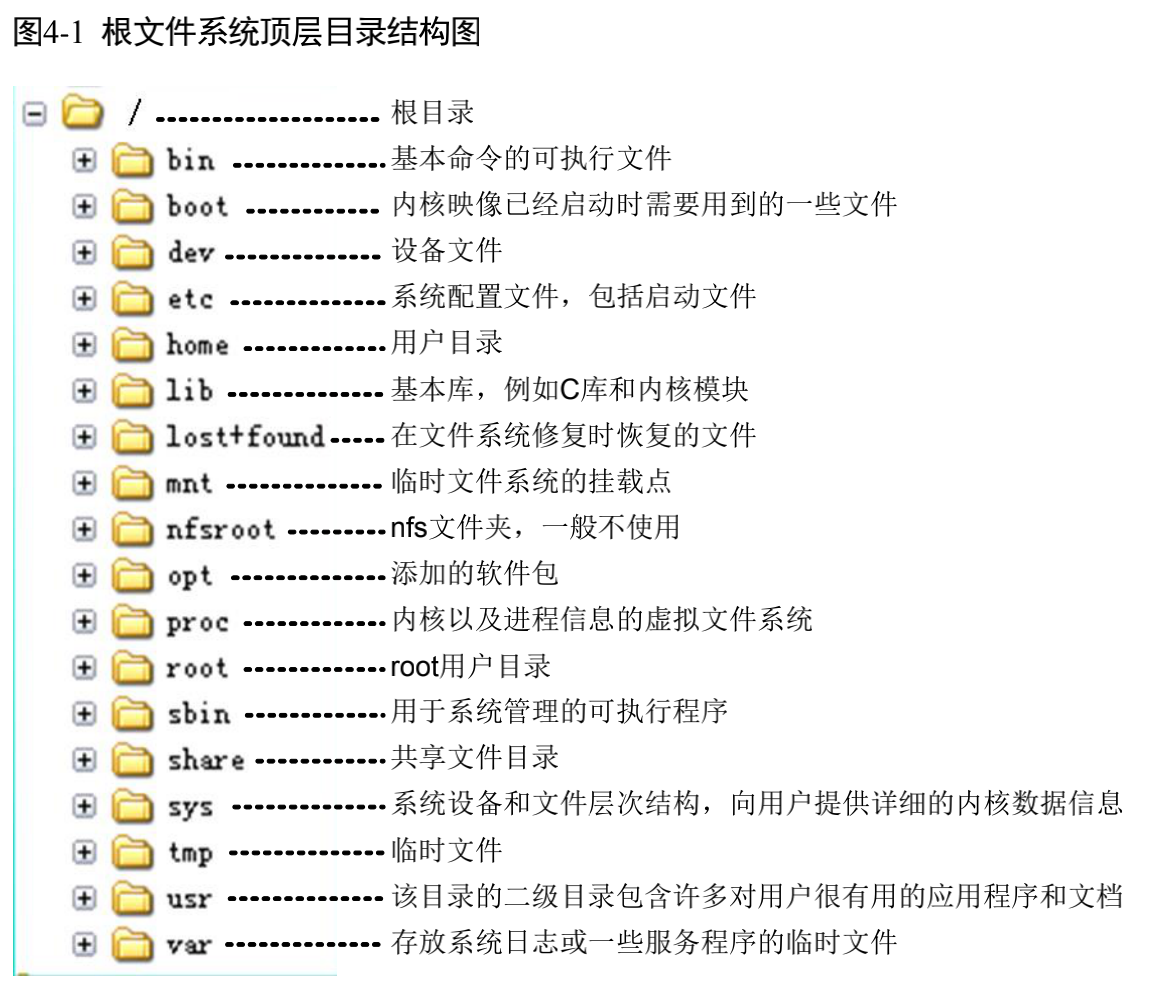 图4-1 根文件系统顶层目录结构图
/ -------------------- 根目录
bin -------------- 基本命令的可执行文件
boot ------------ 内核映像已经启动时需要用到的一些文件
dev -------------- 设备文件
etc -------------- 系统配置文件，包括启动文件
home ------------- 用户目录
lib -------------- 基本库，例如C库和内核模块
lost+found ----- 在文件系统修复时恢复的文件
mnt -------------- 临时文件系统的挂载点
nfsroot --------- nfs文件夹，一般不使用
opt -------------- 添加的软件包
proc ------------- 内核以及进程信息的虚拟文件系统
root ------------- root用户目录
sbin ------------- 用于系统管理的可执行程序
share ------------ 共享文件目录
sys -------------- 系统设备和文件层次结构，向用户提供详细的内核数据信息
tmp -------------- 临时文件
usr -------------- 该目录的二级目录包含许多对用户很有用的应用程序和文档
var -------------- 存放系统日志或一些服务程序的临时文件